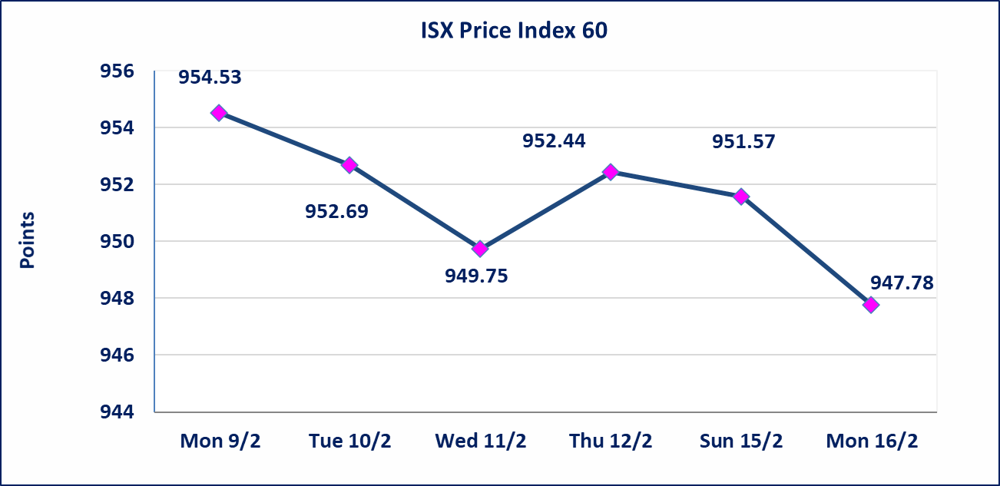 ISX Price Index 60
956
954
952
950
948
946
944
Points
954.53
952.69
949.75
952.44
951.57
947.78
Mon 9/2
Tue 10/2
Wed 11/2
Thu 12/2
Sun 15/2
Mon 16/2